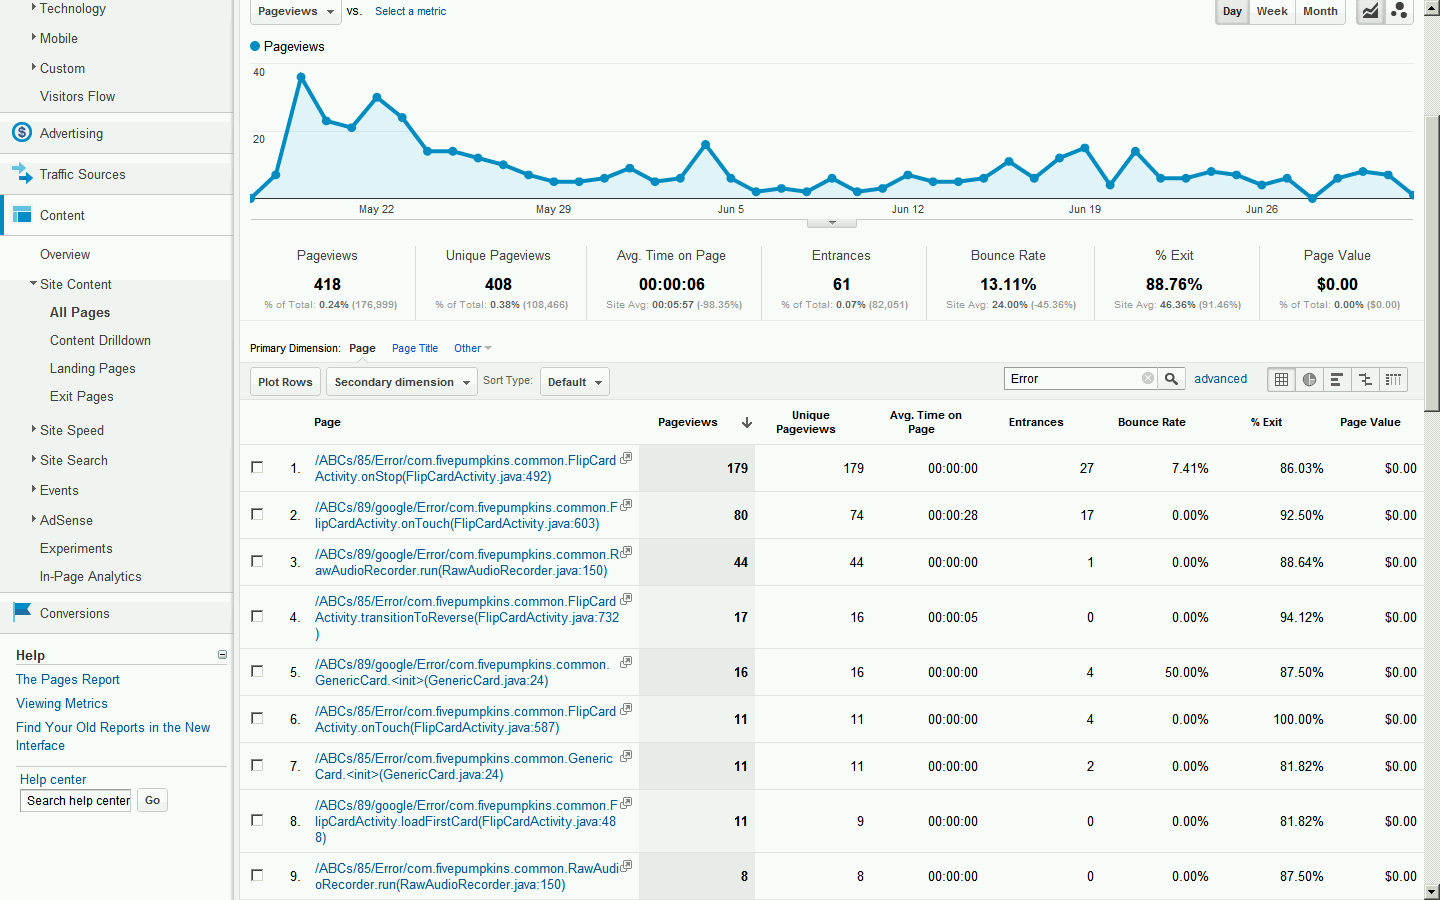 Technology
Mobile
Custom
Visitors Flow
Advertising
Traffic Sources
Content
Overview
Site Content
All Pages
Content Drilldown
Landing Pages
Exit Pages
Site Speed
Site Search
Events
AdSense
Experiments
In-Page Analytics
Conversions
Help
The Pages Report
Viewing Metrics
Find Your Old Reports in the New
Interface
Help center
Search help center Go
Pageviews vs. Select a metric
Day Week Month
Pageviews
40
20
May 22 May 29 Jun 5 Jun 12 Jun 19 Jun 26
Pageviews Unique Pageviews Avg. Time on Page Entrances Bounce Rate % Exit Page Value
418 408 00:00:06 61 13.11% 88.76% $0.00
% of Total: 0.24% (176,999) % of Total: 0.38% (108,466) Site Avg: 00:05:57 (-98.35%) % of Total: 0.07% (82,051) Site Avg: 24.00% (-45.36%) Site Avg: 46.36% (91.46%) % of Total: 0.00% ($0.00)
Primary Dimension: Page Page Title Other
Plot Rows Secondary dimension Sort Type: Default Error advanced
Page Pageviews Unique Pageviews Avg. Time on Page Entrances Bounce Rate % Exit Page Value
1. /ABCs/85/Error/com.fivepumpkins.common.FlipCard 179 179 00:00:00 27 7.41% 86.03% $0.00
Activity.onStop(FlipCardActivity.java:492)
2. /ABCs/89/google/Error/com.fivepumpkins.common.F 80 74 00:00:28 17 0.00% 92.50% $0.00
lipCardActivity.onTouch(FlipCardActivity.java:603)
3. /ABCs/89/google/Error/com.fivepumpkins.common.R 44 44 00:00:00 1 0.00% 88.64% $0.00
awAudioRecorder.run(RawAudioRecorder.java:150)
4. /ABCs/85/Error/com.fivepumpkins.common.FlipCard 17 16 00:00:05 0 0.00% 94.12% $0.00
Activity.transitionToReverse(FlipCardActivity.java:732
)
5. /ABCs/89/google/Error/com.fivepumpkins.common. 16 16 00:00:00 4 50.00% 87.50% $0.00
GenericCard.<init>(GenericCard.java:24)
6. /ABCs/85/Error/com.fivepumpkins.common.FlipCard 11 11 00:00:00 4 0.00% 100.00% $0.00
Activity.onTouch(FlipCardActivity.java:587)
7. /ABCs/85/Error/com.fivepumpkins.common.Generic 11 11 00:00:00 2 0.00% 81.82% $0.00
Card.<init>(GenericCard.java:24)
8. /ABCs/89/google/Error/com.fivepumpkins.common.F 11 9 00:00:00 0 0.00% 81.82% $0.00
lipCardActivity.loadFirstCard(FlipCardActivity.java:48
8)
9. /ABCs/85/Error/com.fivepumpkins.common.RawAudi 8 8 00:00:00 0 0.00% 87.50% $0.00
oRecorder.run(RawAudioRecorder.java:150)